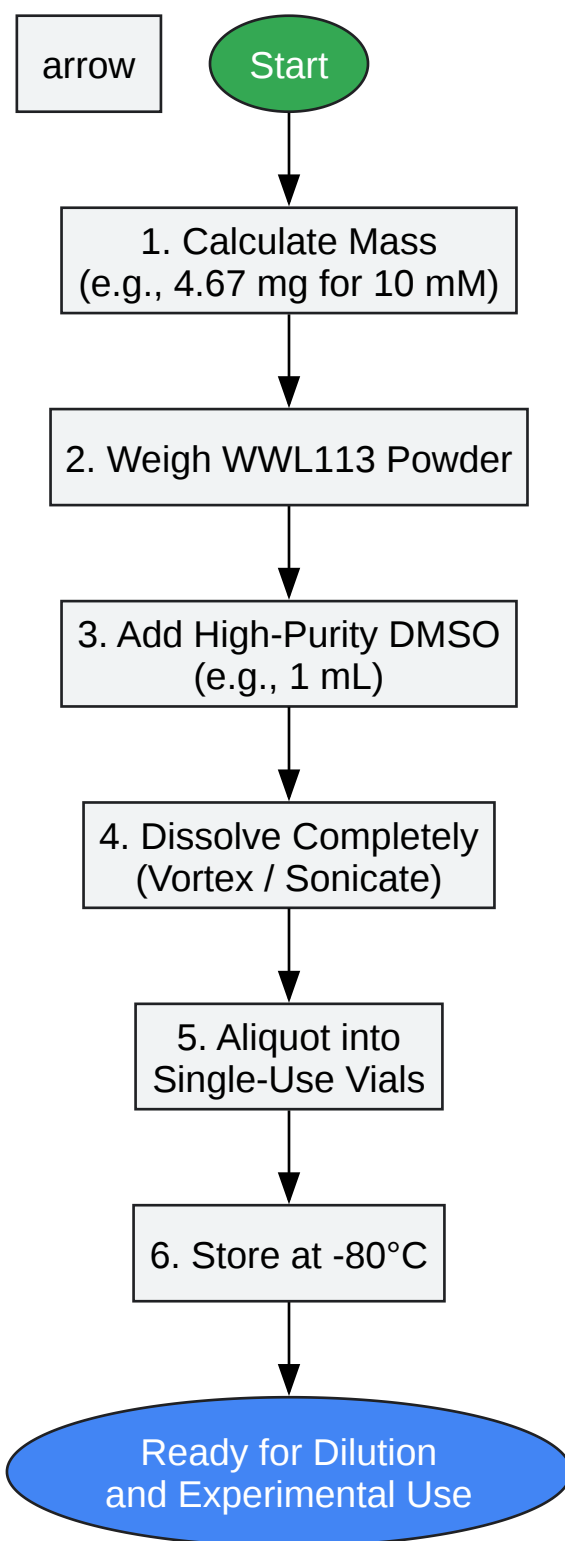 arrow
Start
1. Calculate Mass
(e.g., 4.67 mg for 10 mM)
2. Weigh WWL113 Powder
3. Add High-Purity DMSO
(e.g., 1 mL)
4. Dissolve Completely
(Vortex / Sonicate)
5. Aliquot into
Single-Use Vials
6. Store at -80°C
Ready for Dilution
and Experimental Use